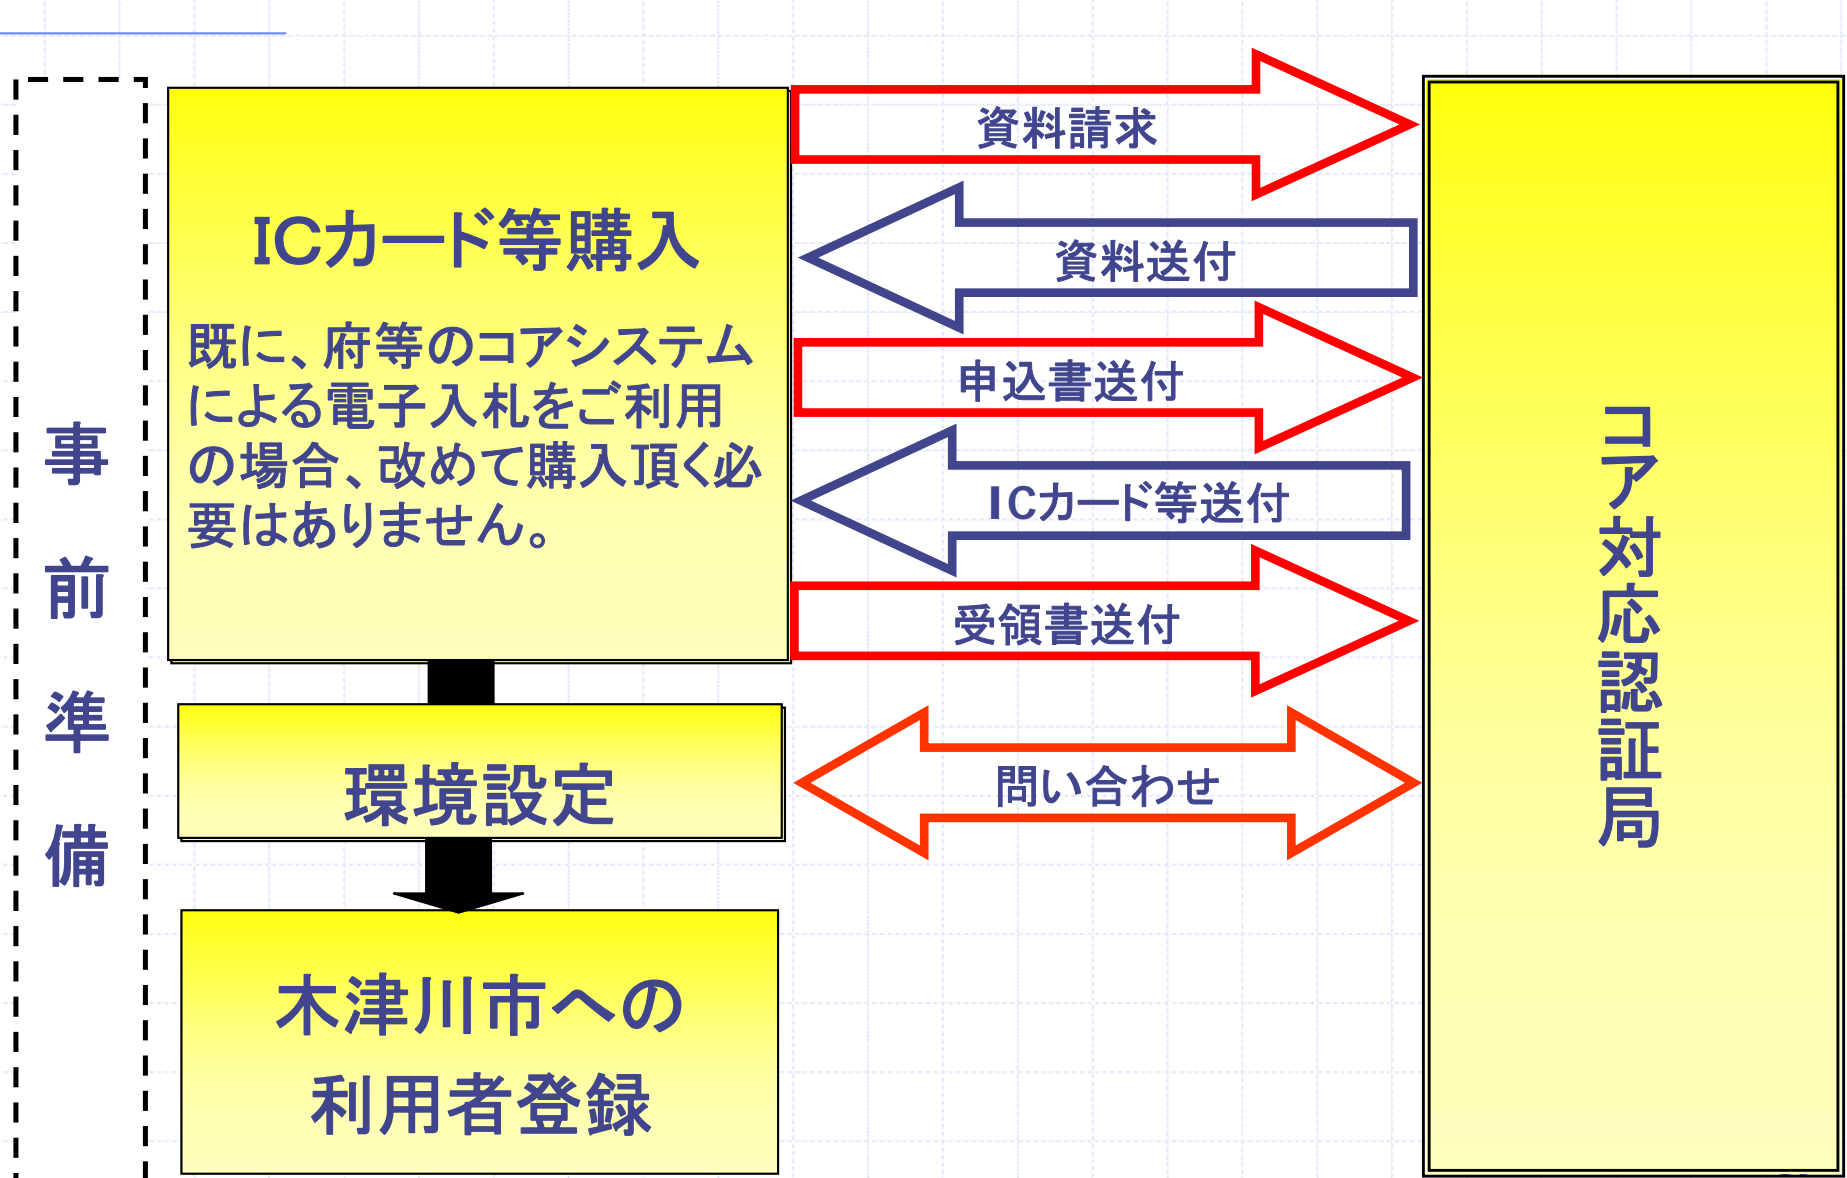 事前準備
ICカード等購入
既に、府等のコアシステム
による電子入札をご利用
の場合、改めて購入頂く必
要はありません。
資料請求
資料送付
申込書送付
ICカード等送付
受領書送付
環境設定
問い合わせ
木津川市への
利用者登録
コア対応認証局